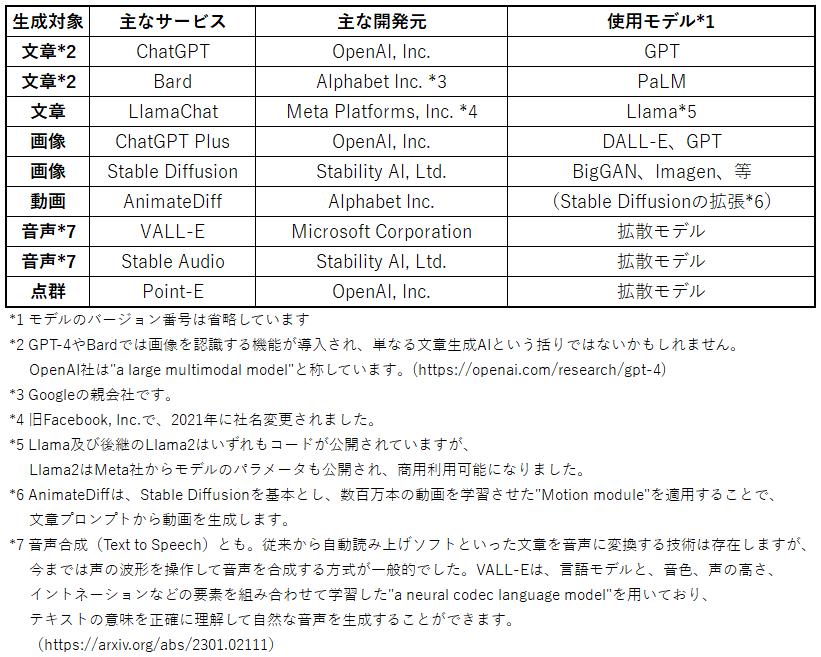 生成対象 主なサービス 主な開発元 使用モデル*1
文章*2 ChatGPT OpenAI, Inc. GPT
文章*2 Bard Alphabet Inc. *3 PaLM
文章 LlamaChat Meta Platforms, Inc. *4 Llama*5
画像 ChatGPT Plus OpenAI, Inc. DALL-E、GPT
画像 Stable Diffusion Stability AI, Ltd. BigGAN、Imagen、等
動画 AnimateDiff Alphabet Inc. （Stable Diffusionの拡張*6）
音声*7 VALL-E Microsoft Corporation 拡散モデル
音声*7 Stable Audio Stability AI, Ltd. 拡散モデル
点群 Point-E OpenAI, Inc. 拡散モデル
*1 モデルのバージョン番号は省略しています
*2 GPT-4やBardでは画像を認識する機能が導入され、単なる文章生成AIという括りではないかもしれません。
OpenAI社は"a large multimodal model"と称しています。(https://openai.com/research/gpt-4)
*3 Googleの親会社です。
*4 旧Facebook, Inc.で、2021年に社名変更されました。
*5 Llama及び後継のLlama2はいずれもコードが公開されていますが、
Llama2はMeta社からモデルのパラメータも公開され、商用利用可能になりました。
*6 AnimateDiffは、Stable Diffusionを基本とし、数百万本の動画を学習させた"Motion module"を適用することで、
文章プロンプトから動画を生成します。
*7 音声合成（Text to Speech）とも。従来から自動読み上げソフトといった文章を音声に変換する技術は存在しますが、
今までは声の波形を操作して音声を合成する方式が一般的でした。VALL-Eは、言語モデルと、音色、声の高さ、
イントネーションなどの要素を組み合わせて学習した"a neural codec language model"を用いており、
テキストの意味を正確に理解して自然な音声を生成することができます。
（https://arxiv.org/abs/2301.02111）